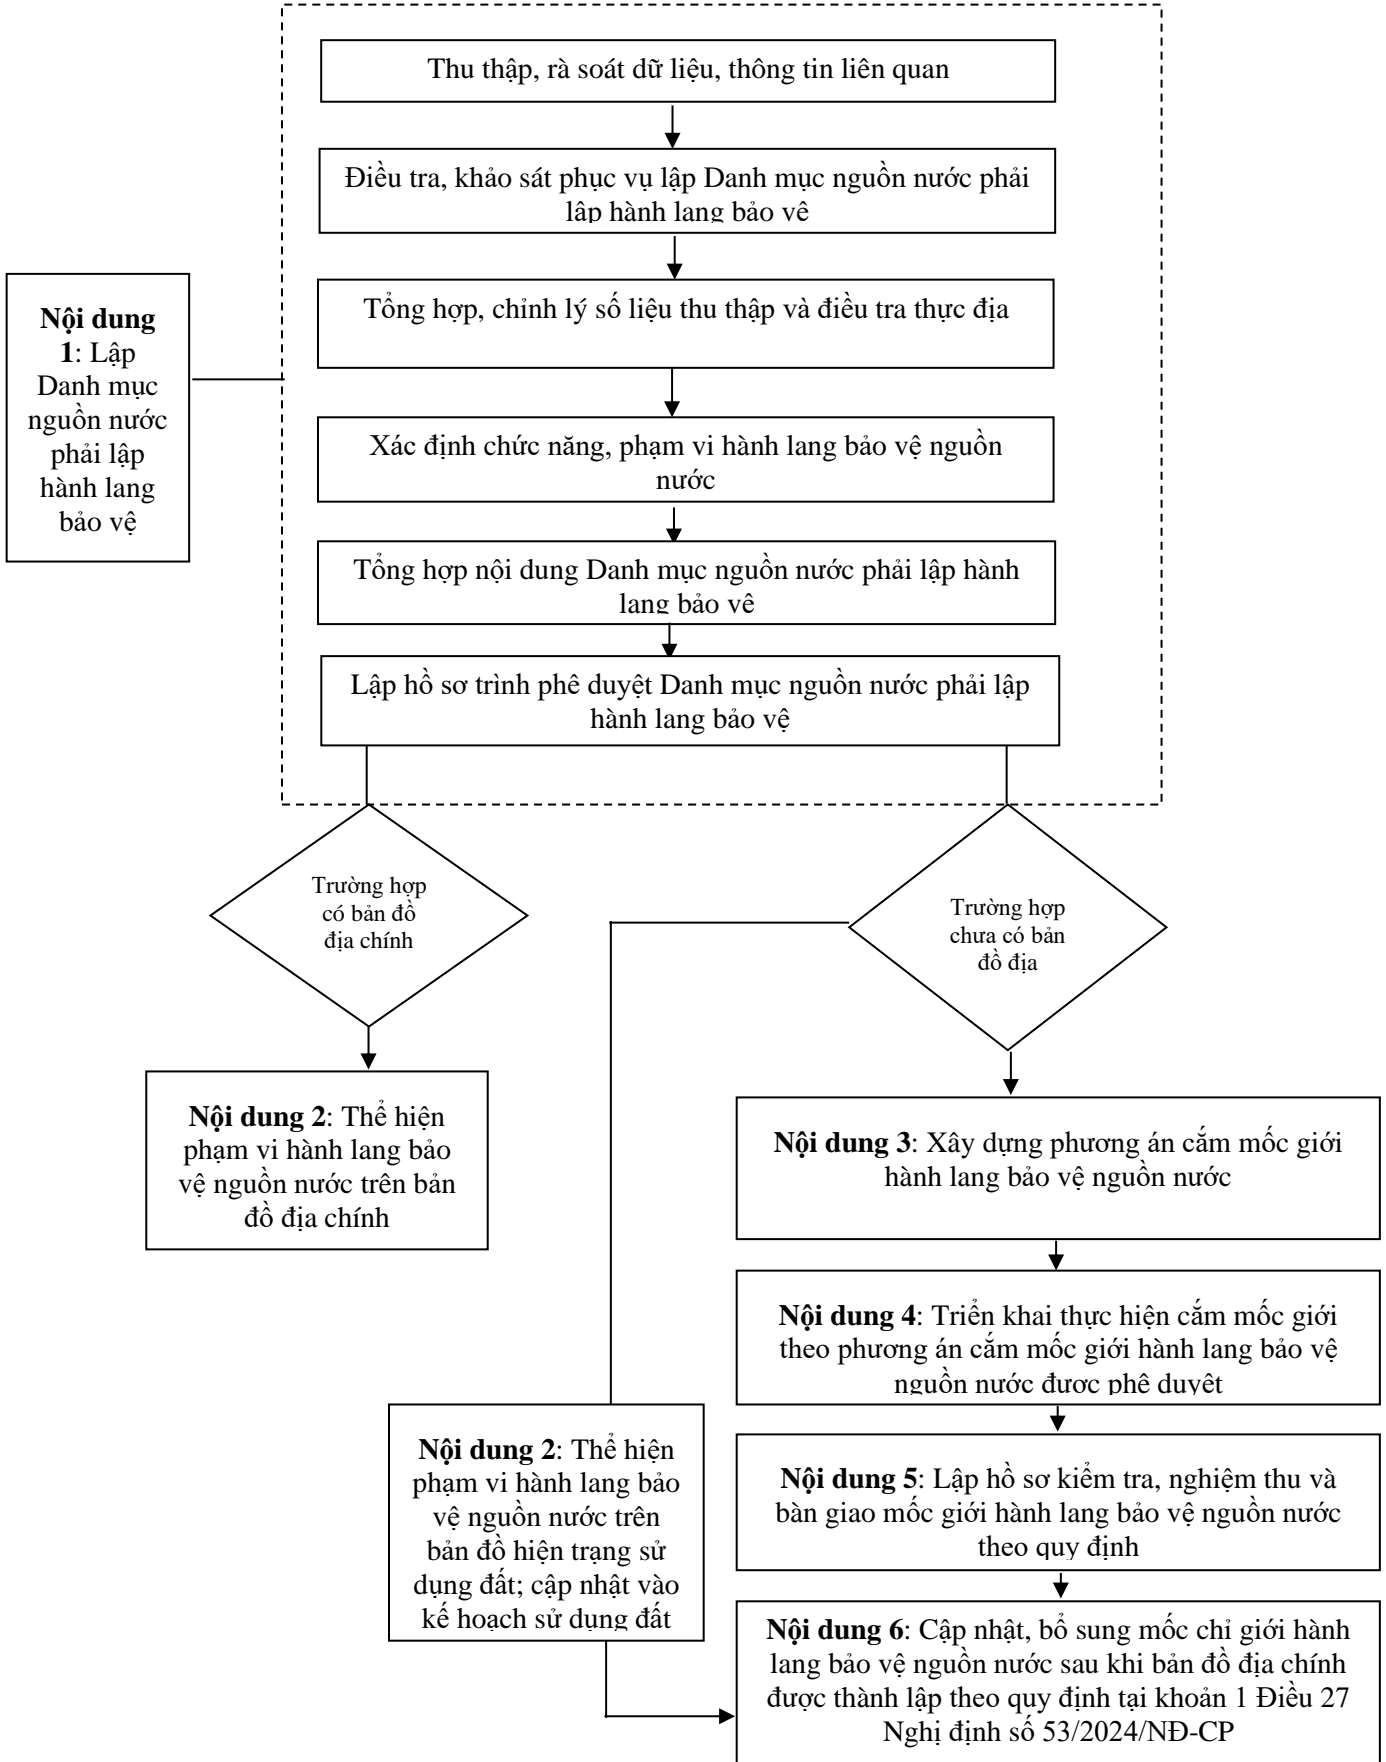 Thu thập, rà soát dữ liệu, thông tin liên quan
Điều tra, khảo sát phục vụ lập Danh mục nguồn nước phải
lập hành lang bảo vệ
Tổng hợp, chỉnh lý số liệu thu thập và điều tra thực địa
Nội dung
1: Lập
Danh mục
nguồn nước
phải lập
hành lang
bảo vệ
Xác định chức năng, phạm vi hành lang bảo vệ nguồn
nước
Tổng hợp nội dung Danh mục nguồn nước phải lập hành
lang bảo vệ
Lập hồ sơ trình phê duyệt Danh mục nguồn nước phải lập
hành lang bảo vệ
Trường hợp
có bản đồ
địa chính
Trường hợp
chưa có bản
đồ địa
Nội dung 2: Thể hiện
phạm vi hành lang bảo
vệ nguồn nước trên bản
đồ địa chính
Nội dung 3: Xây dựng phương án cắm mốc giới
hành lang bảo vệ nguồn nước
Nội dung 4: Triển khai thực hiện cắm mốc giới
theo phương án cắm mốc giới hành lang bảo vệ
nguồn nước được phê duyệt
Nội dung 2: Thể hiện
phạm vi hành lang bảo
vệ nguồn nước trên
bản đồ hiện trạng sử
dụng đất; cập nhật vào
kế hoạch sử dụng đất
Nội dung 5: Lập hồ sơ kiểm tra, nghiệm thu và
bàn giao mốc giới hành lang bảo vệ nguồn nước
theo quy định
Nội dung 6: Cập nhật, bổ sung mốc chỉ giới hành
lang bảo vệ nguồn nước sau khi bản đồ địa chính
được thành lập theo quy định tại khoản 1 Điều 27
Nghị định số 53/2024/NĐ-CP